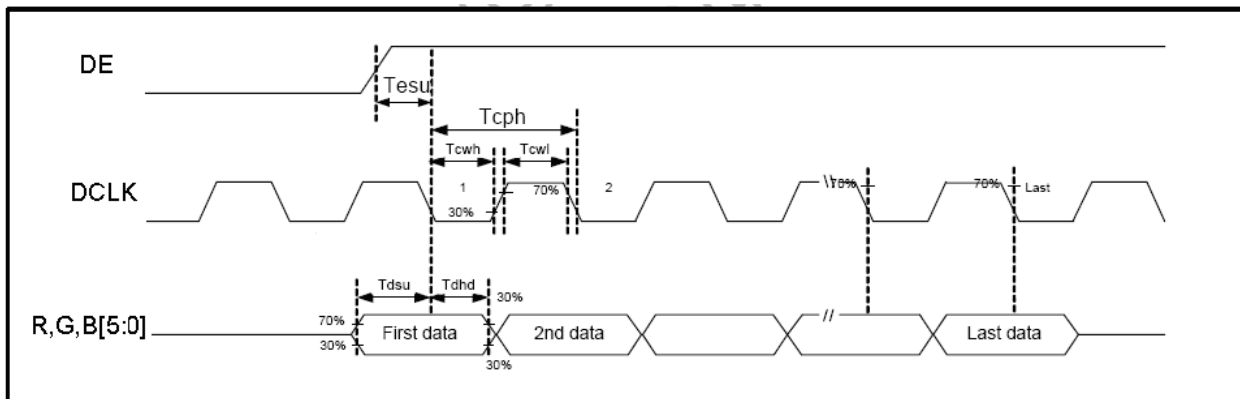 DE
Tesu
Tcph
Tcwh
Tcwl
DCLK
1
70%
2
\\
70%
70%
Last
30%
Tdsu
Tdhd
30%
R,G,B[5:0]
70%
First data
2nd data
//
Last data
30%
30%